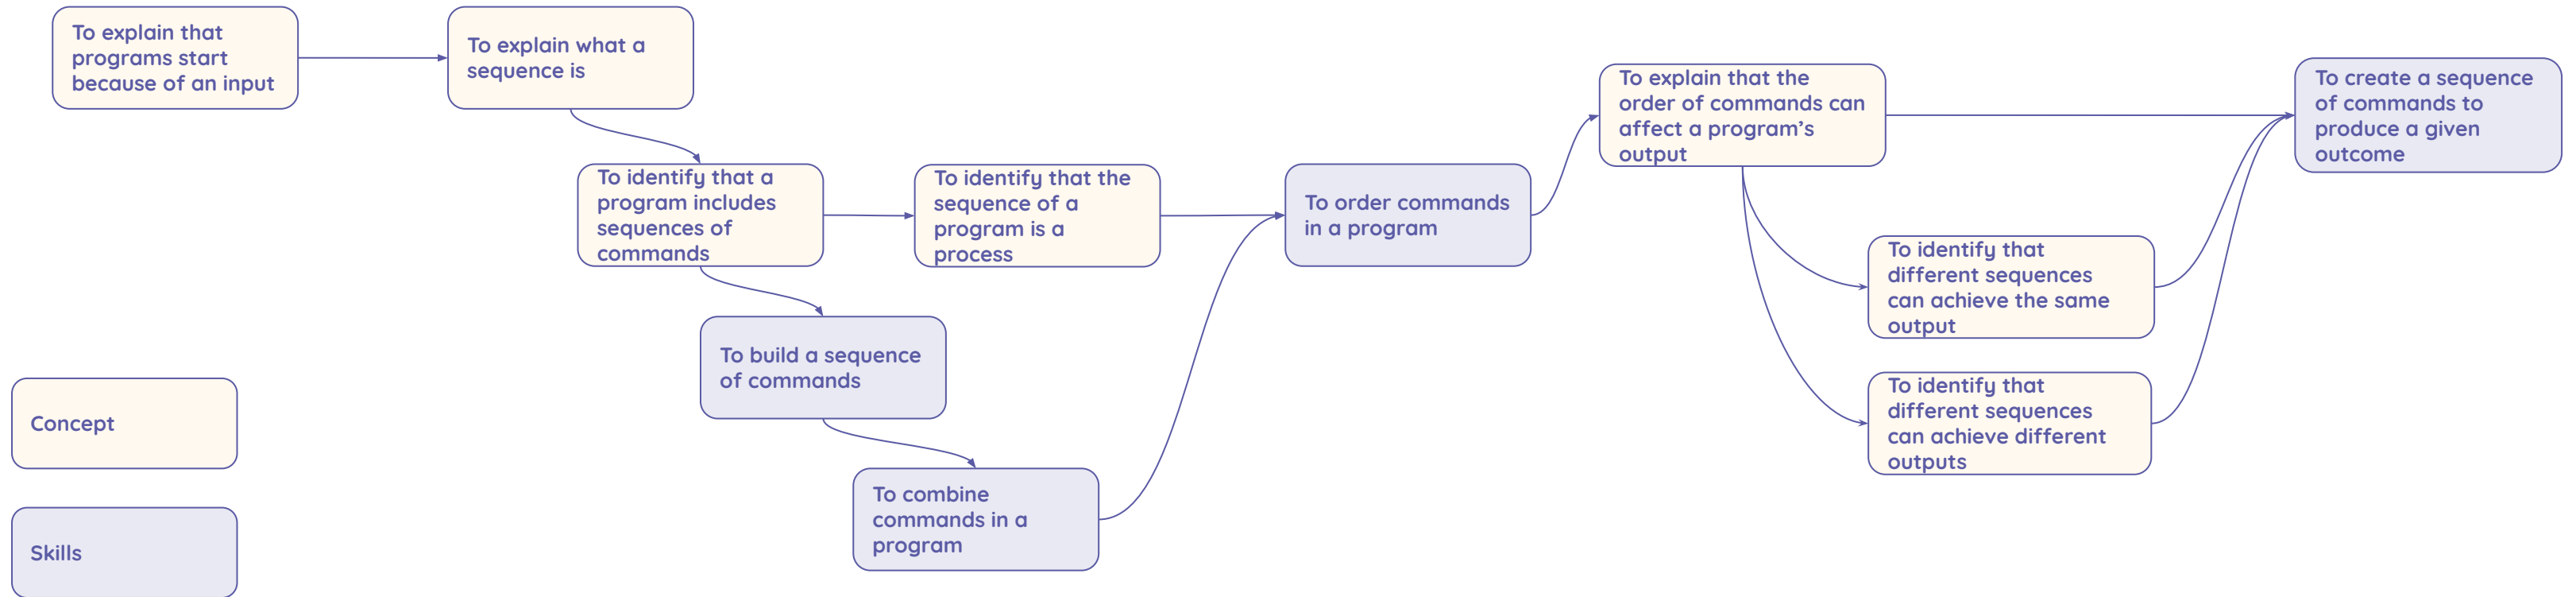 To explain that
programs start
because of an input
To explain what a
sequence is
To identify that a
program includes
sequences of
commands
To identify that the
sequence of a
program is a
process
To build a sequence
of commands
To combine
commands in a
program
To order commands
in a program
To explain that the
order of commands can
affect a program’s
output
To identify that
different sequences
can achieve the same
output
To identify that
different sequences
can achieve different
outputs
To create a sequence
of commands to
produce a given
outcome
Concept
Skills